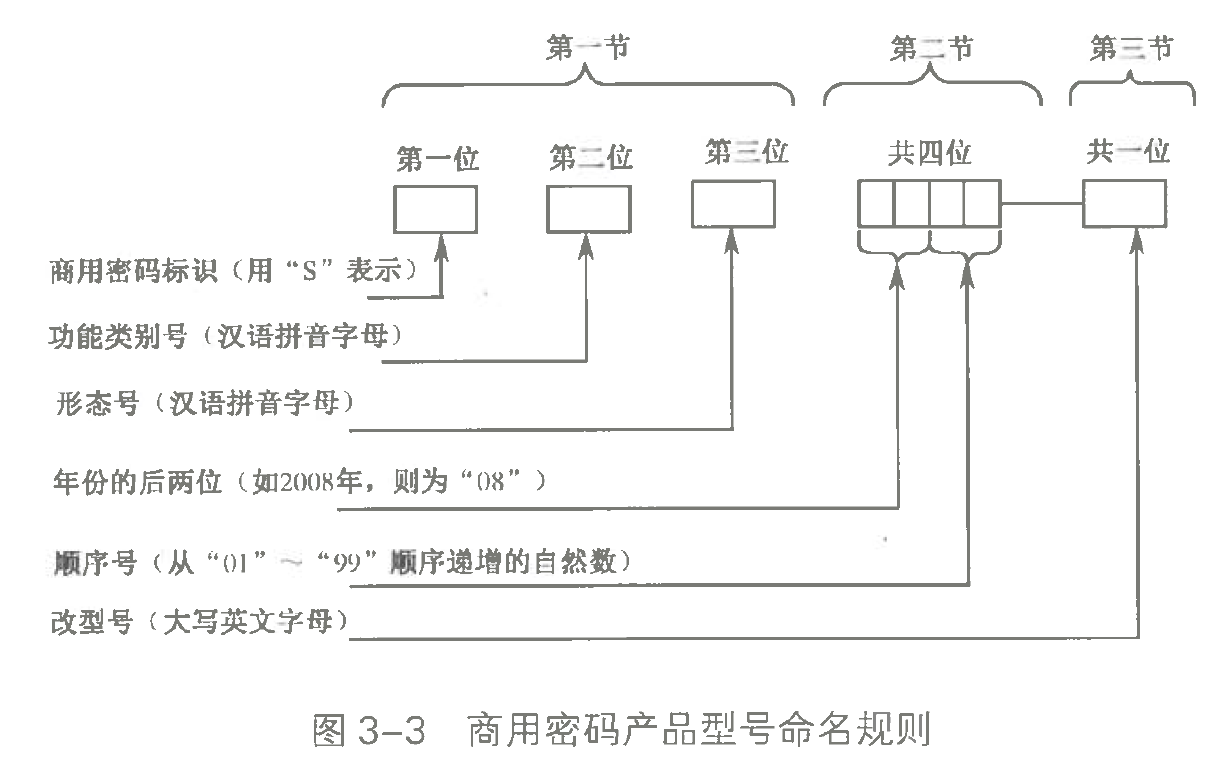 第一节 第二节 第三节
第一位 第二位 第三位 共四位 共一位
商用密码标识（用“S”表示）
功能类别号（汉语拼音字母）
形态号（汉语拼音字母）
年份的后两位（如2008年，则为“08”）
顺序号（从“01”～“99”顺序递增的自然数）
改型号（大写英文字母）
图 3-3 商用密码产品型号命名规则